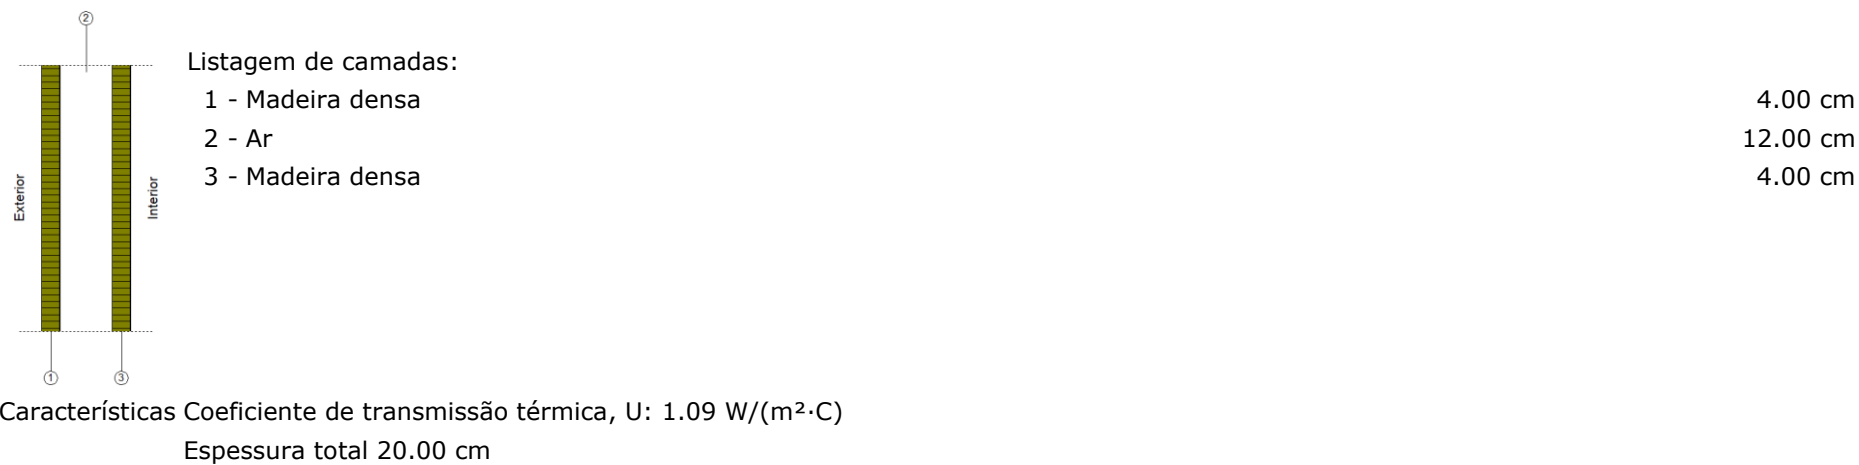 2
Listagem de camadas:
1 - Madeira densa 4.00 cm
2 - Ar 12.00 cm
3 - Madeira densa 4.00 cm
Exterior
Interior
1
3
Características Coeficiente de transmissão térmica, U: 1.09 W/(m²·C)
Espessura total 20.00 cm